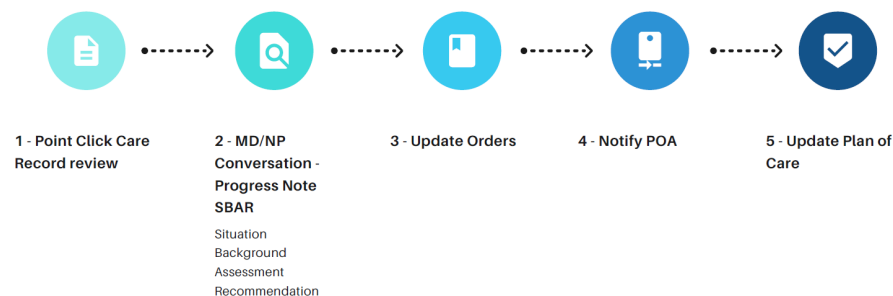 1 - Point Click Care
Record review
2 - MD/NP
Conversation -
Progress Note
SBAR
Situation
Background
Assessment
Recommendation
3 - Update Orders
4 - Notify POA
5 - Update Plan of
Care